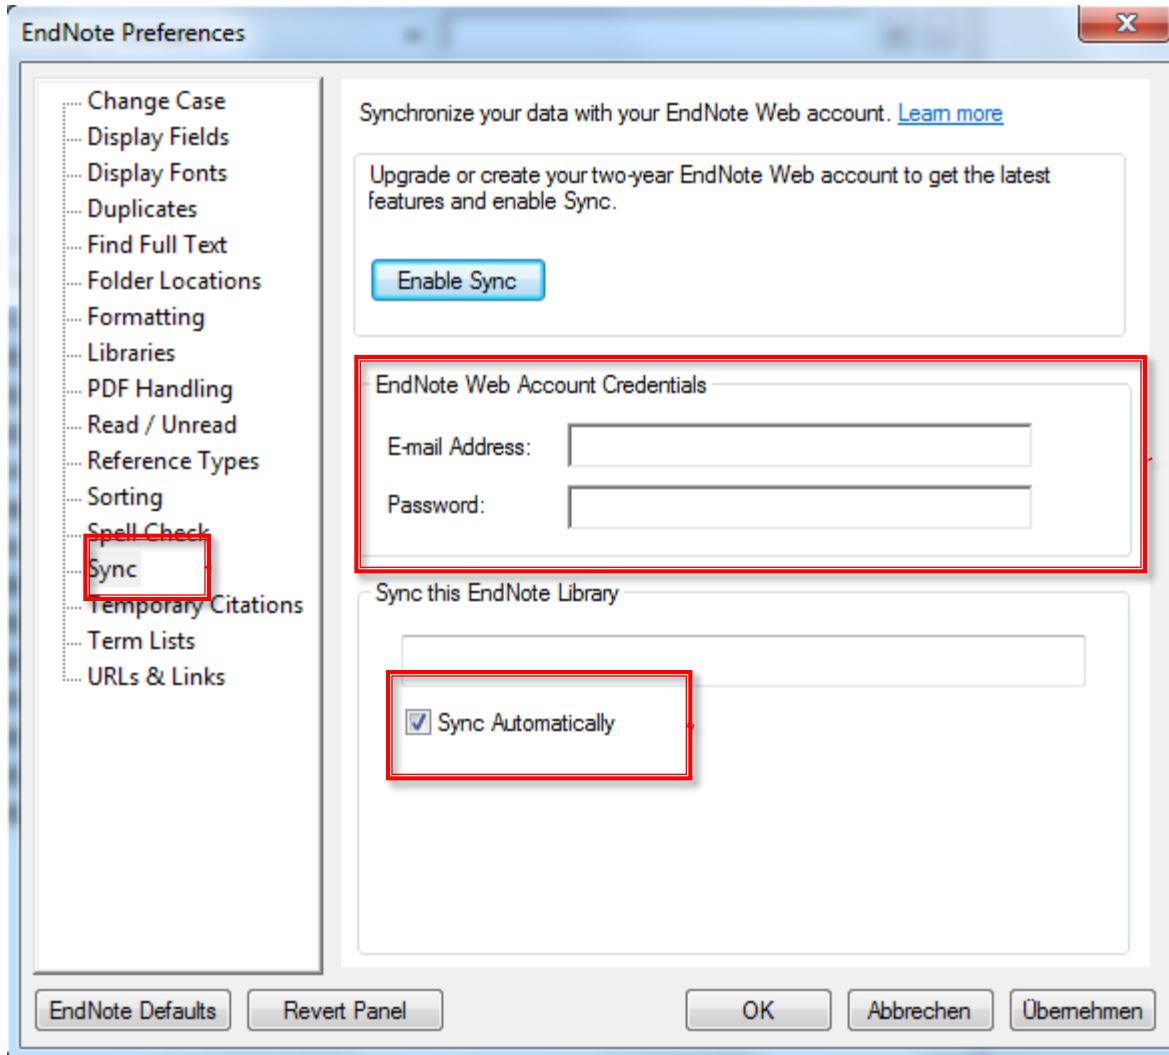 EndNote Preferences
Change Case
Display Fields
Display Fonts
Duplicates
Find Full Text
Folder Locations
Formatting
Libraries
PDF Handling
Read / Unread
Reference Types
Sorting
Spell Check
Sync
Temporary Citations
Term Lists
URLs & Links
Synchronize your data with your EndNote Web account. Learn more
Upgrade or create your two-year EndNote Web account to get the latest
features and enable Sync.
Enable Sync
EndNote Web Account Credentials
E-mail Address:
Password:
Sync this EndNote Library
Sync Automatically
EndNote Defaults
Revert Panel
OK
Abbrechen
Übernehmen